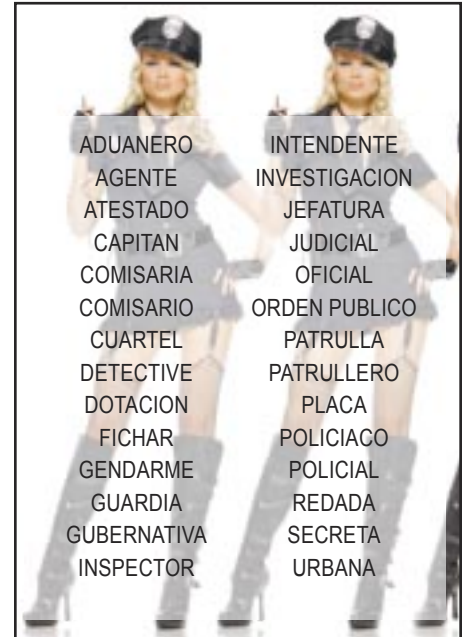 ADUANERO
AGENTE
ATESTADO
CAPITAN
COMISARIA
COMISARIO
CUARTEL
DETECTIVE
DOTACION
FICHAR
GENDARME
GUARDIA
GUBERNATIVA
INSPECTOR
INTENDENTE
INVESTIGACION
JEFATURA
JUDICIAL
OFICIAL
ORDEN PUBLICO
PATRULLA
PATRULLERO
PLACA
POLICIACO
POLICIAL
REDADA
SECRETA
URBANA